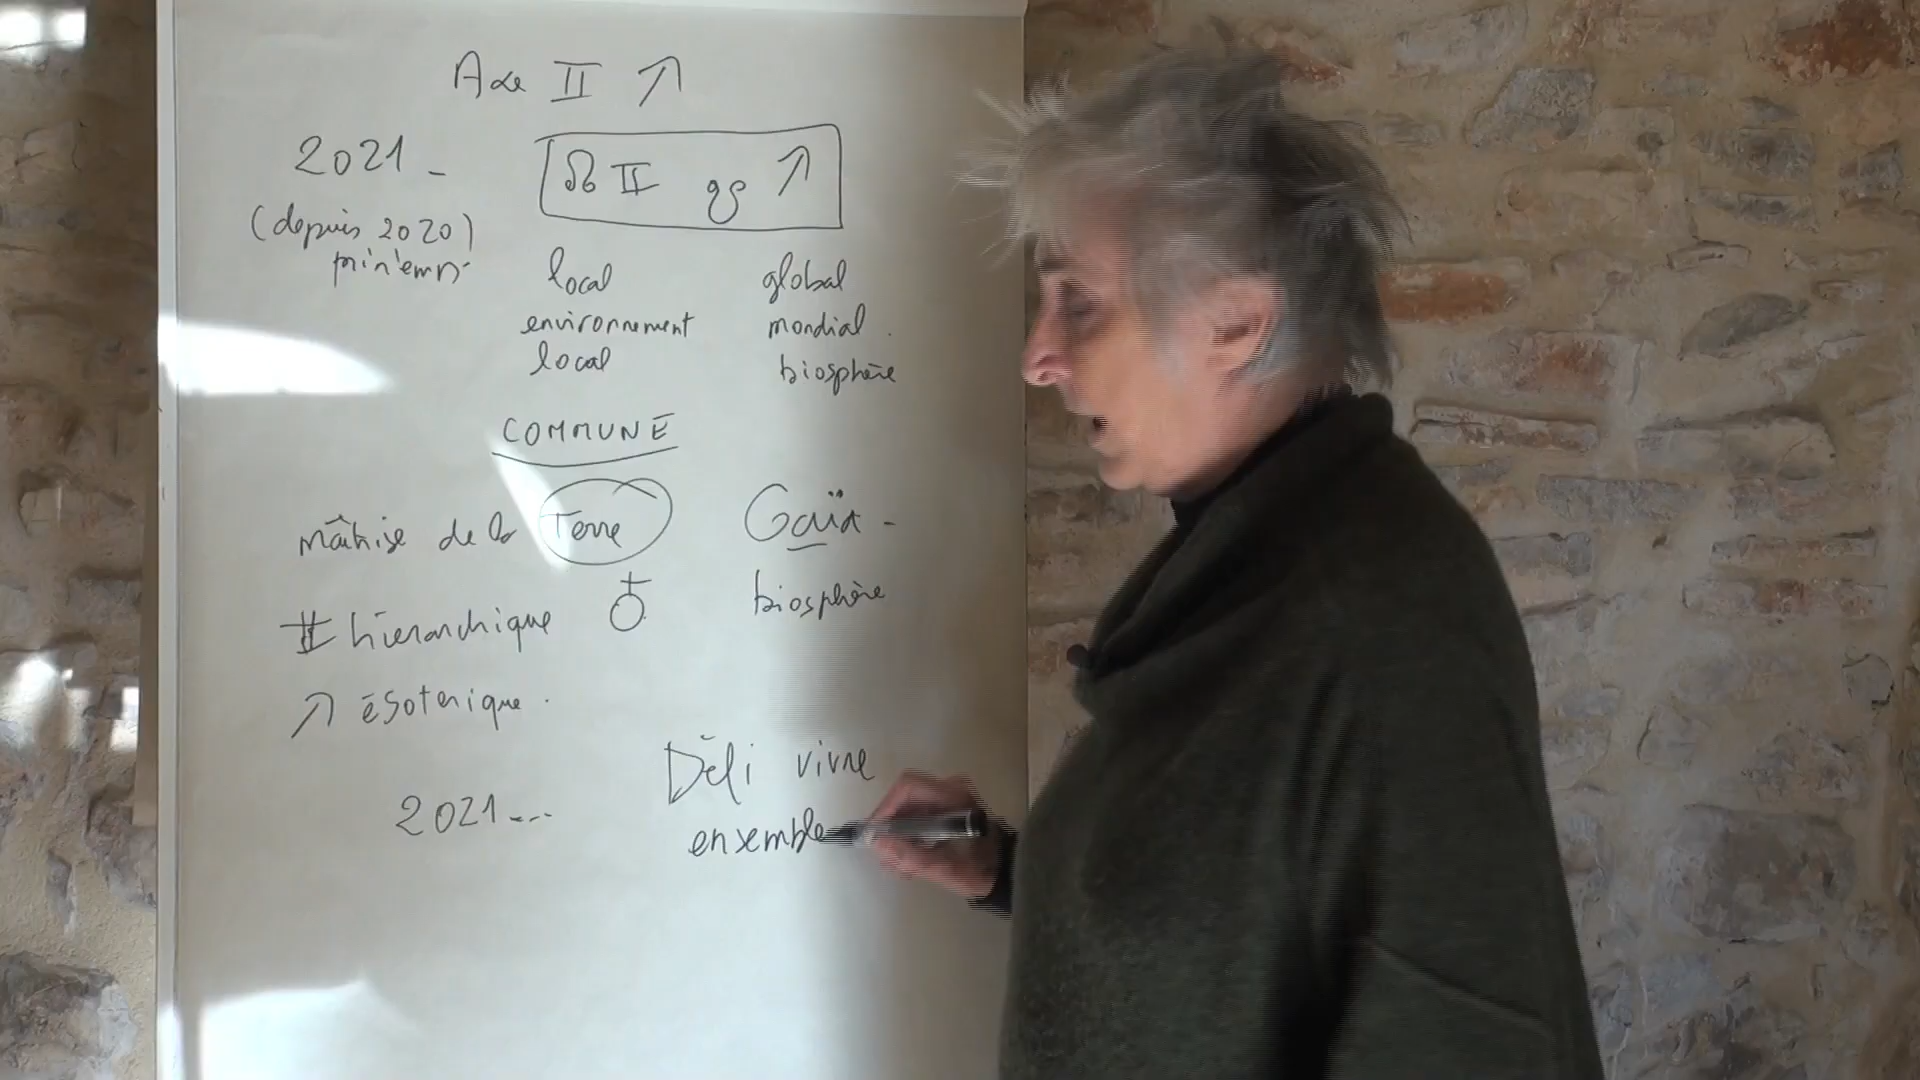 Axe II ↗
2021 -
☊ II ☋ ↗
(depuis 2020)
printemps
local global
environnement mondial.
local biosphère
COMMUNE
maîtrise de la Terre Gaïa -
II hiérarchique ♁ biosphère
↗ ésotérique.
Défi vivre
2021...
ensemble